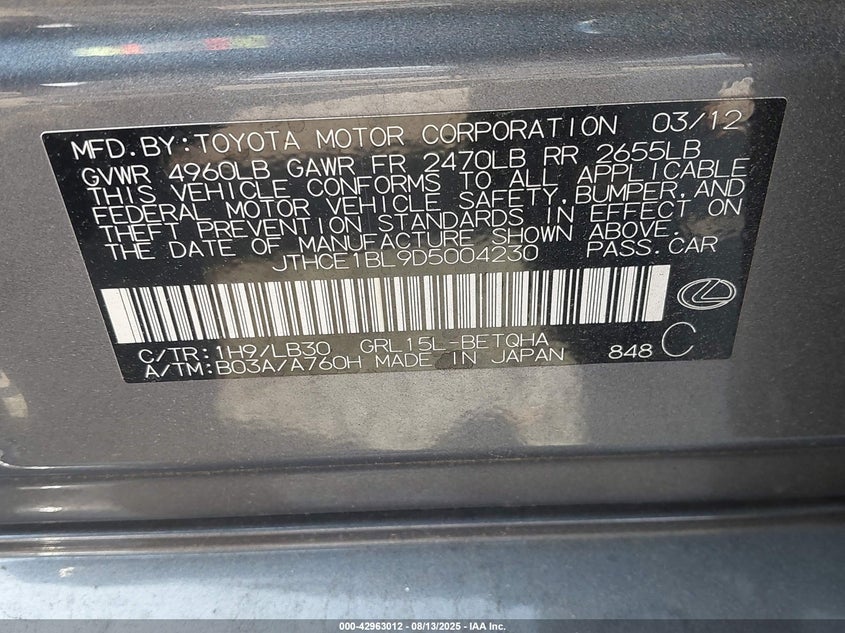 MFD. BY: TOYOTA MOTOR CORPORATION 03/12
GVWR 4960LB GAWR FR 2470LB RR 2655LB
THIS VEHICLE CONFORMS TO ALL APPLICABLE
FEDERAL MOTOR VEHICLE SAFETY, BUMPER, AND
THEFT PREVENTION STANDARDS IN EFFECT ON
THE DATE OF MANUFACTURE SHOWN ABOVE.
JTHCE1BL9D5004230 PASS. CAR
C/TR: 1H9/LB30 GRL15L-BETQHA
A/TM: B03A/A760H MADE IN JAPAN 848 C
000-42963012 - 08/13/2025 - IAA Inc.